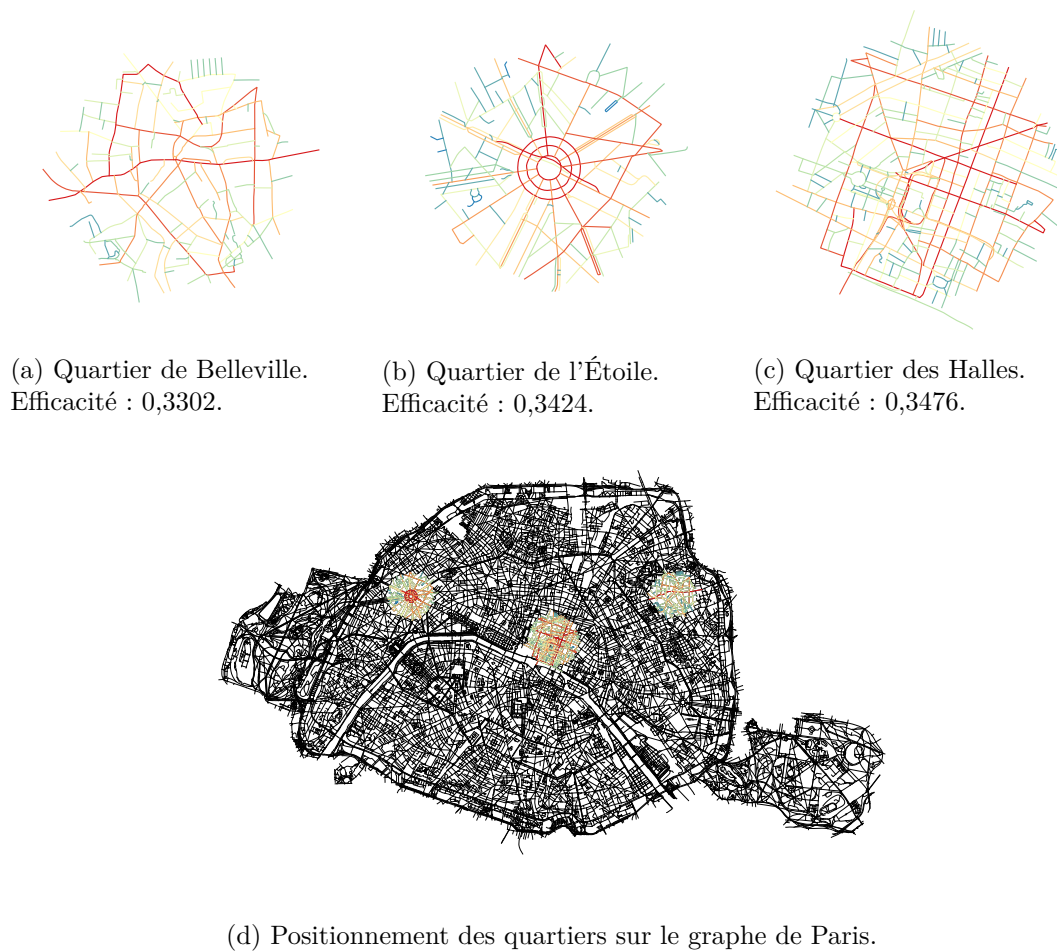 (a) Quartier de Belleville.
Efficacité : 0,3302.
(b) Quartier de l'Étoile.
Efficacité : 0,3424.
(c) Quartier des Halles.
Efficacité : 0,3476.
(d) Positionnement des quartiers sur le graphe de Paris.